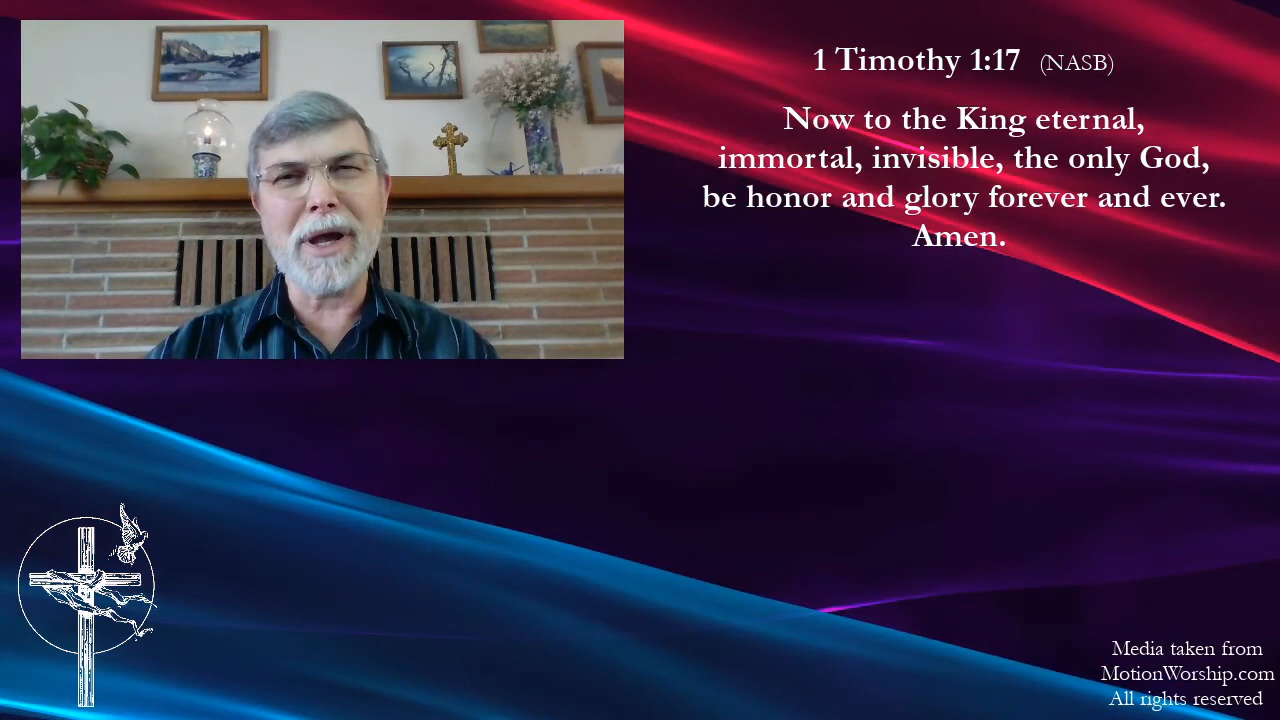 1 Timothy 1:17 (NASB)
Now to the King eternal,
immortal, invisible, the only God,
be honor and glory forever and ever.
Amen.
Media taken from
MotionWorship.com
All rights reserved